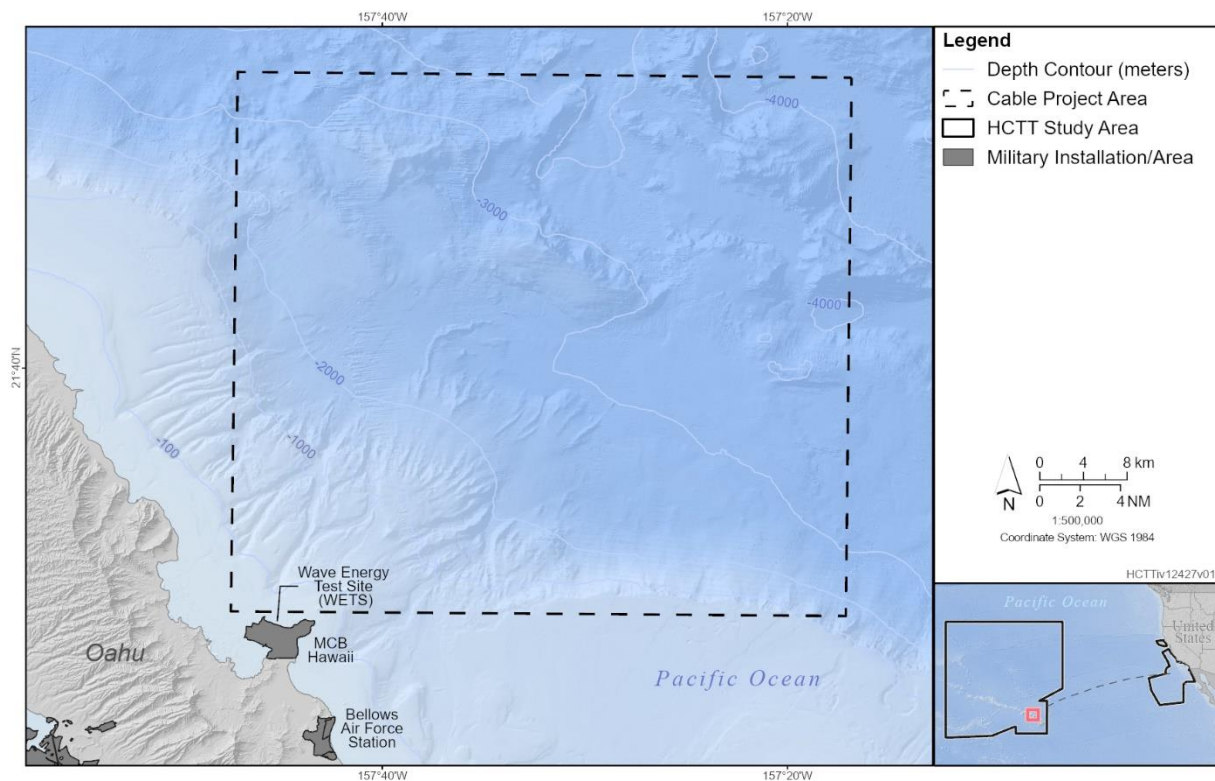 157°40'W
157°20'W
-4000
-3000
-4000
21°40'N
-2000
-1000
-100
Wave Energy
Test Site
(WETS)
MCB
Hawaii
Oahu
Pacific Ocean
Bellows
Air Force
Station
157°40'W
157°20'W
Legend
Depth Contour (meters)
Cable Project Area
HCTT Study Area
Military Installation/Area
N
0 4 8 km
0 2 4 NM
1:500,000
Coordinate System: WGS 1984
HCTTiv12427v01
Pacific Ocean
United
States